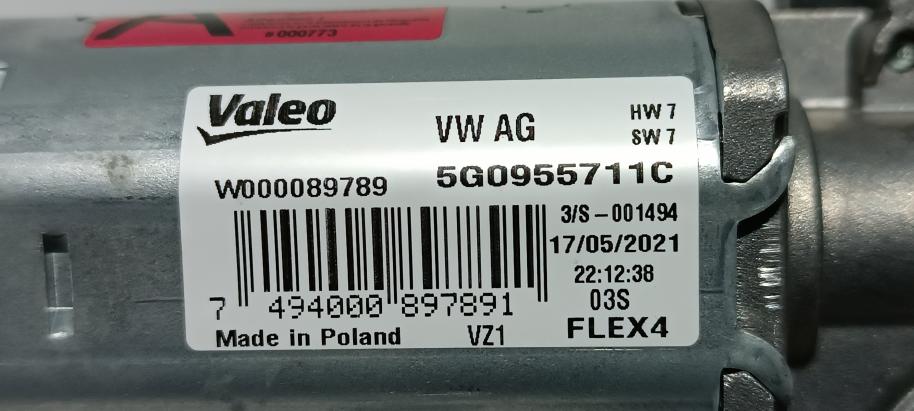 A
#000773
Valeo
VW AG
HW 7
SW 7
W000089789
5G0955711C
3/S-001494
17/05/2021
22:12:38
03S
7 494000 897891
Made in Poland
VZ1
FLEX4